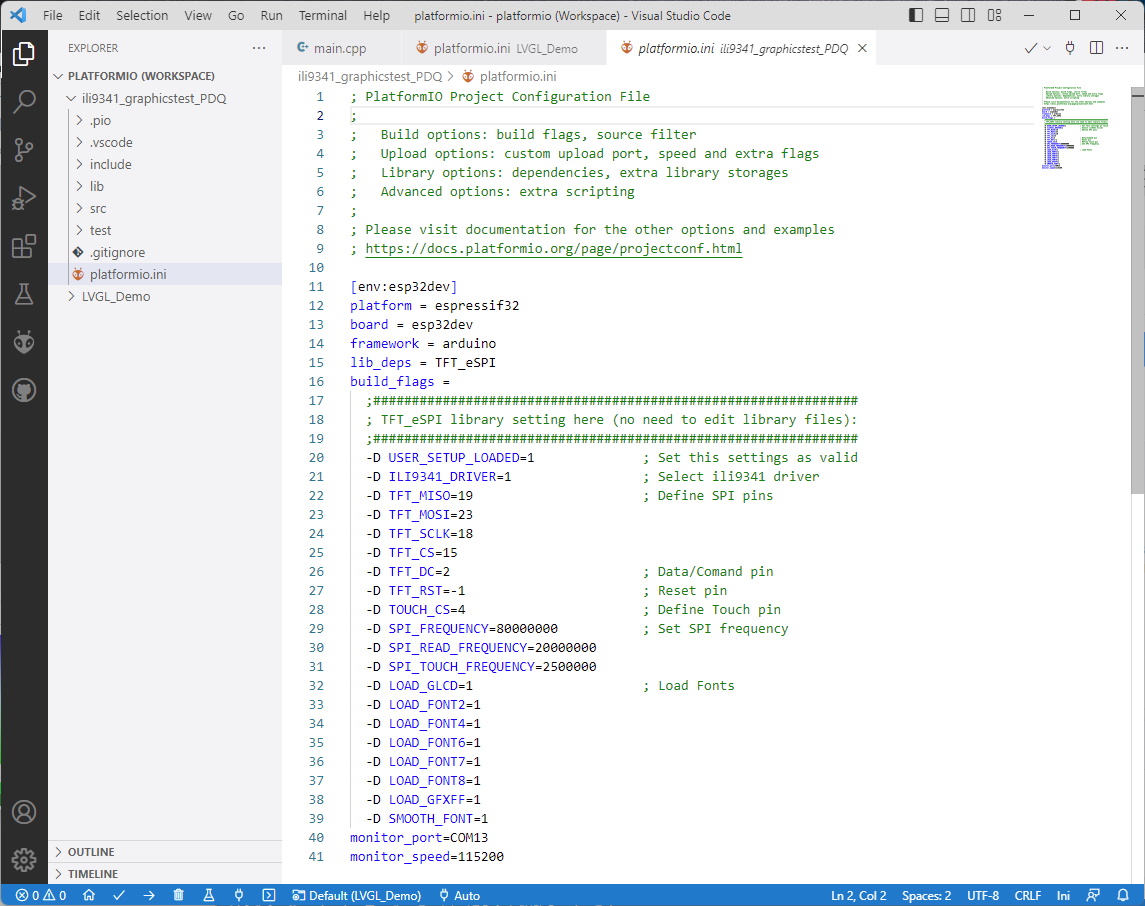 File Edit Selection View Go Run Terminal Help platformio.ini - platformio (Workspace) - Visual Studio Code
EXPLORER ···
main.cpp
platformio.ini LVGL_Demo
platformio.ini ili9341_graphicstest_PDQ
PLATFORMIO (WORKSPACE)
ili9341_graphicstest_PDQ
.pio
.vscode
include
lib
src
test
.gitignore
platformio.ini
LVGL_Demo
OUTLINE
TIMELINE
ili9341_graphicstest_PDQ > platformio.ini
1 ; PlatformIO Project Configuration File
2 ;
3 ;   Build options: build flags, source filter
4 ;   Upload options: custom upload port, speed and extra flags
5 ;   Library options: dependencies, extra library storages
6 ;   Advanced options: extra scripting
7 ;
8 ; Please visit documentation for the other options and examples
9 ; https://docs.platformio.org/page/projectconf.html
10
11 [env:esp32dev]
12 platform = espressif32
13 board = esp32dev
14 framework = arduino
15 lib_deps = TFT_eSPI
16 build_flags =
17   ;###############################################################
18   ; TFT_eSPI library setting here (no need to edit library files):
19   ;###############################################################
20   -D USER_SETUP_LOADED=1              ; Set this settings as valid
21   -D ILI9341_DRIVER=1                 ; Select ili9341 driver
22   -D TFT_MISO=19                      ; Define SPI pins
23   -D TFT_MOSI=23
24   -D TFT_SCLK=18
25   -D TFT_CS=15
26   -D TFT_DC=2                         ; Data/Comand pin
27   -D TFT_RST=-1                       ; Reset pin
28   -D TOUCH_CS=4                       ; Define Touch pin
29   -D SPI_FREQUENCY=80000000           ; Set SPI frequency
30   -D SPI_READ_FREQUENCY=20000000
31   -D SPI_TOUCH_FREQUENCY=2500000
32   -D LOAD_GLCD=1                      ; Load Fonts
33   -D LOAD_FONT2=1
34   -D LOAD_FONT4=1
35   -D LOAD_FONT6=1
36   -D LOAD_FONT7=1
37   -D LOAD_FONT8=1
38   -D LOAD_GFXFF=1
39   -D SMOOTH_FONT=1
40 monitor_port=COM13
41 monitor_speed=115200
0 0 Default (LVGL_Demo) Auto Ln 2, Col 2 Spaces: 2 UTF-8 CRLF Ini